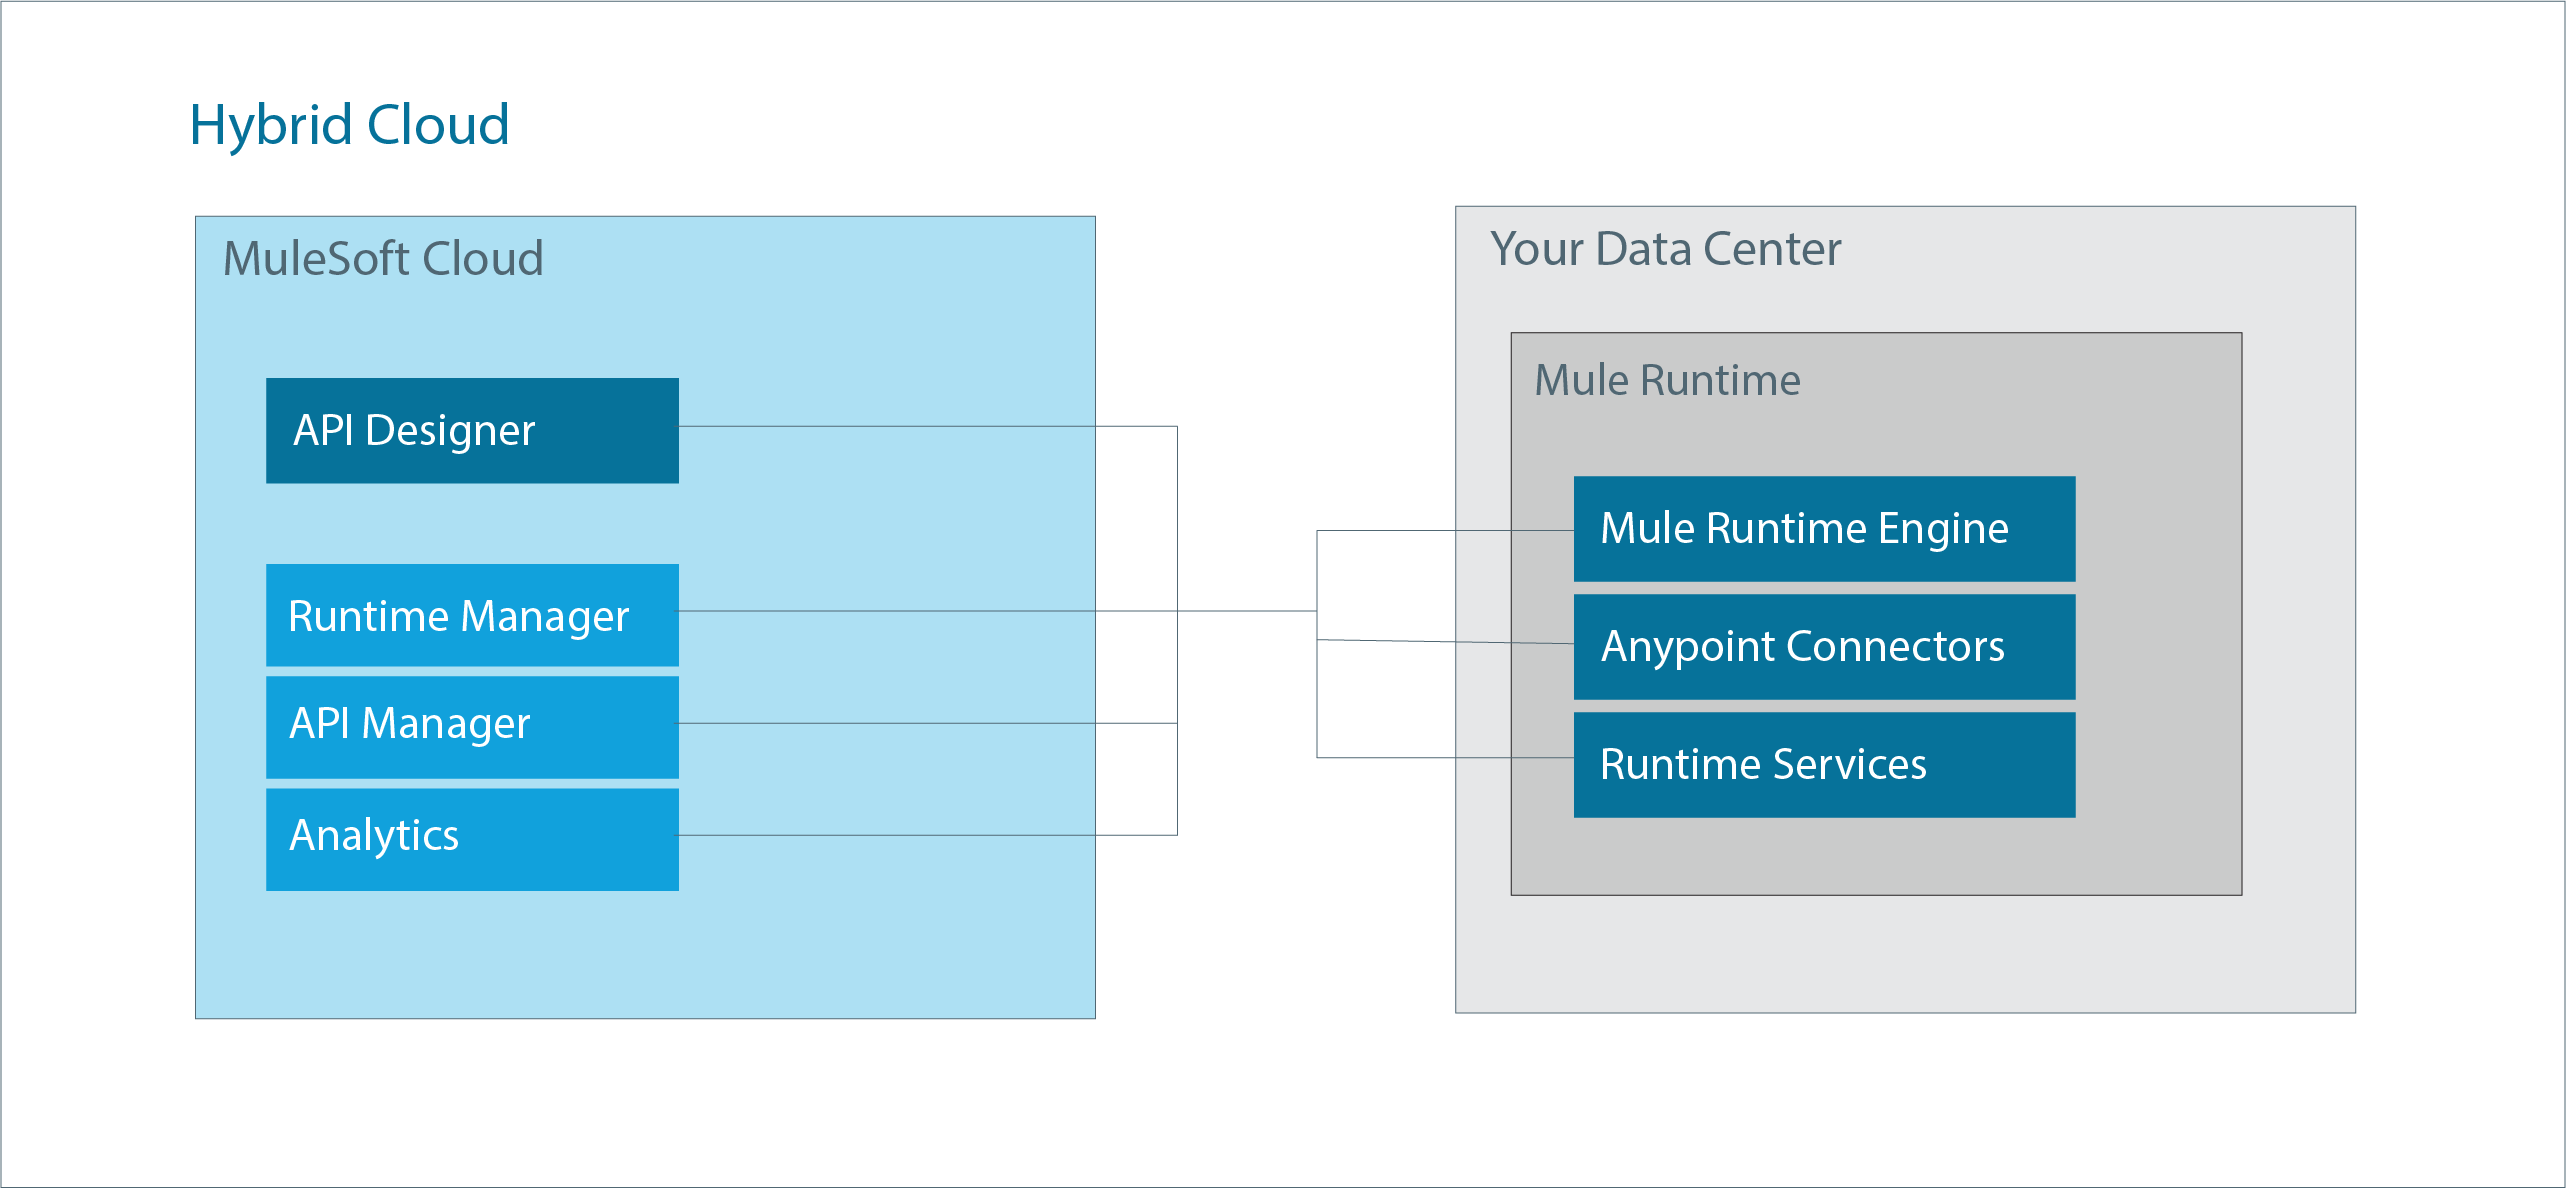 Hybrid Cloud
MuleSoft Cloud
API Designer
Runtime Manager
API Manager
Analytics
Your Data Center
Mule Runtime
Mule Runtime Engine
Anypoint Connectors
Runtime Services